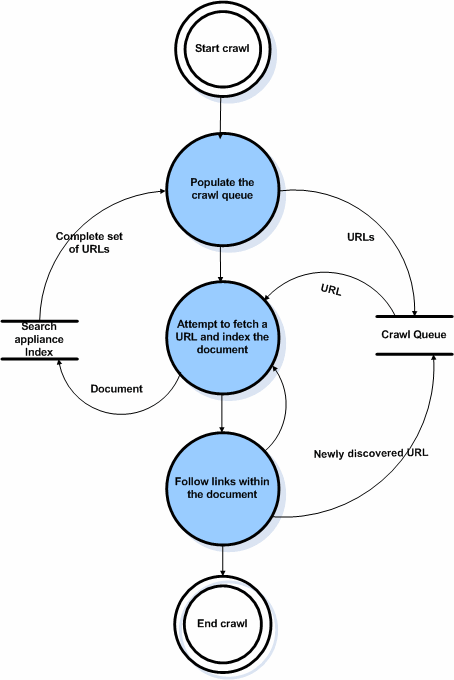 Start crawl
Populate the
crawl queue
Complete set
of URLs
URLs
URL
Search
appliance
Index
Attempt to fetch a
URL and index the
document
Crawl Queue
Document
Newly discovered URL
Follow links within
the document
End crawl